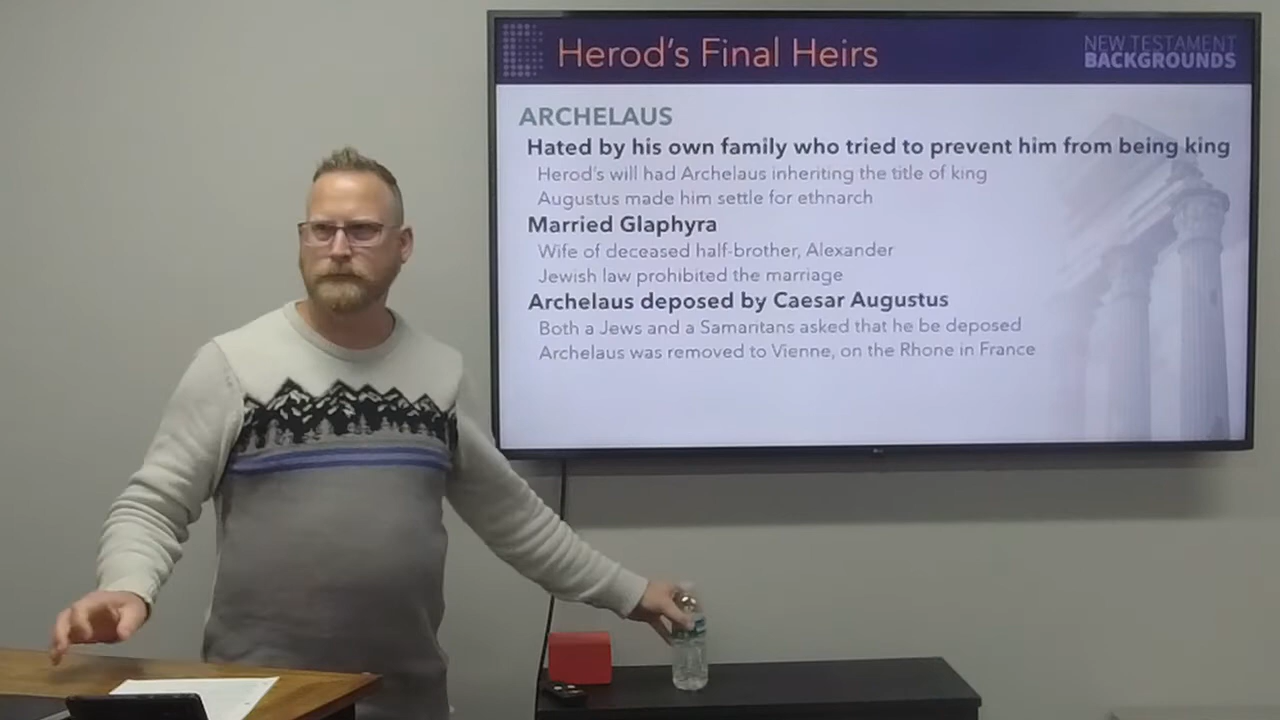 Herod's Final Heirs
NEW TESTAMENT
BACKGROUNDS
ARCHELAUS
Hated by his own family who tried to prevent him from being king
Herod's will had Archelaus inheriting the title of king
Augustus made him settle for ethnarch
Married Glaphyra
Wife of deceased half-brother, Alexander
Jewish law prohibited the marriage
Archelaus deposed by Caesar Augustus
Both a Jews and a Samaritans asked that he be deposed
Archelaus was removed to Vienne, on the Rhone in France